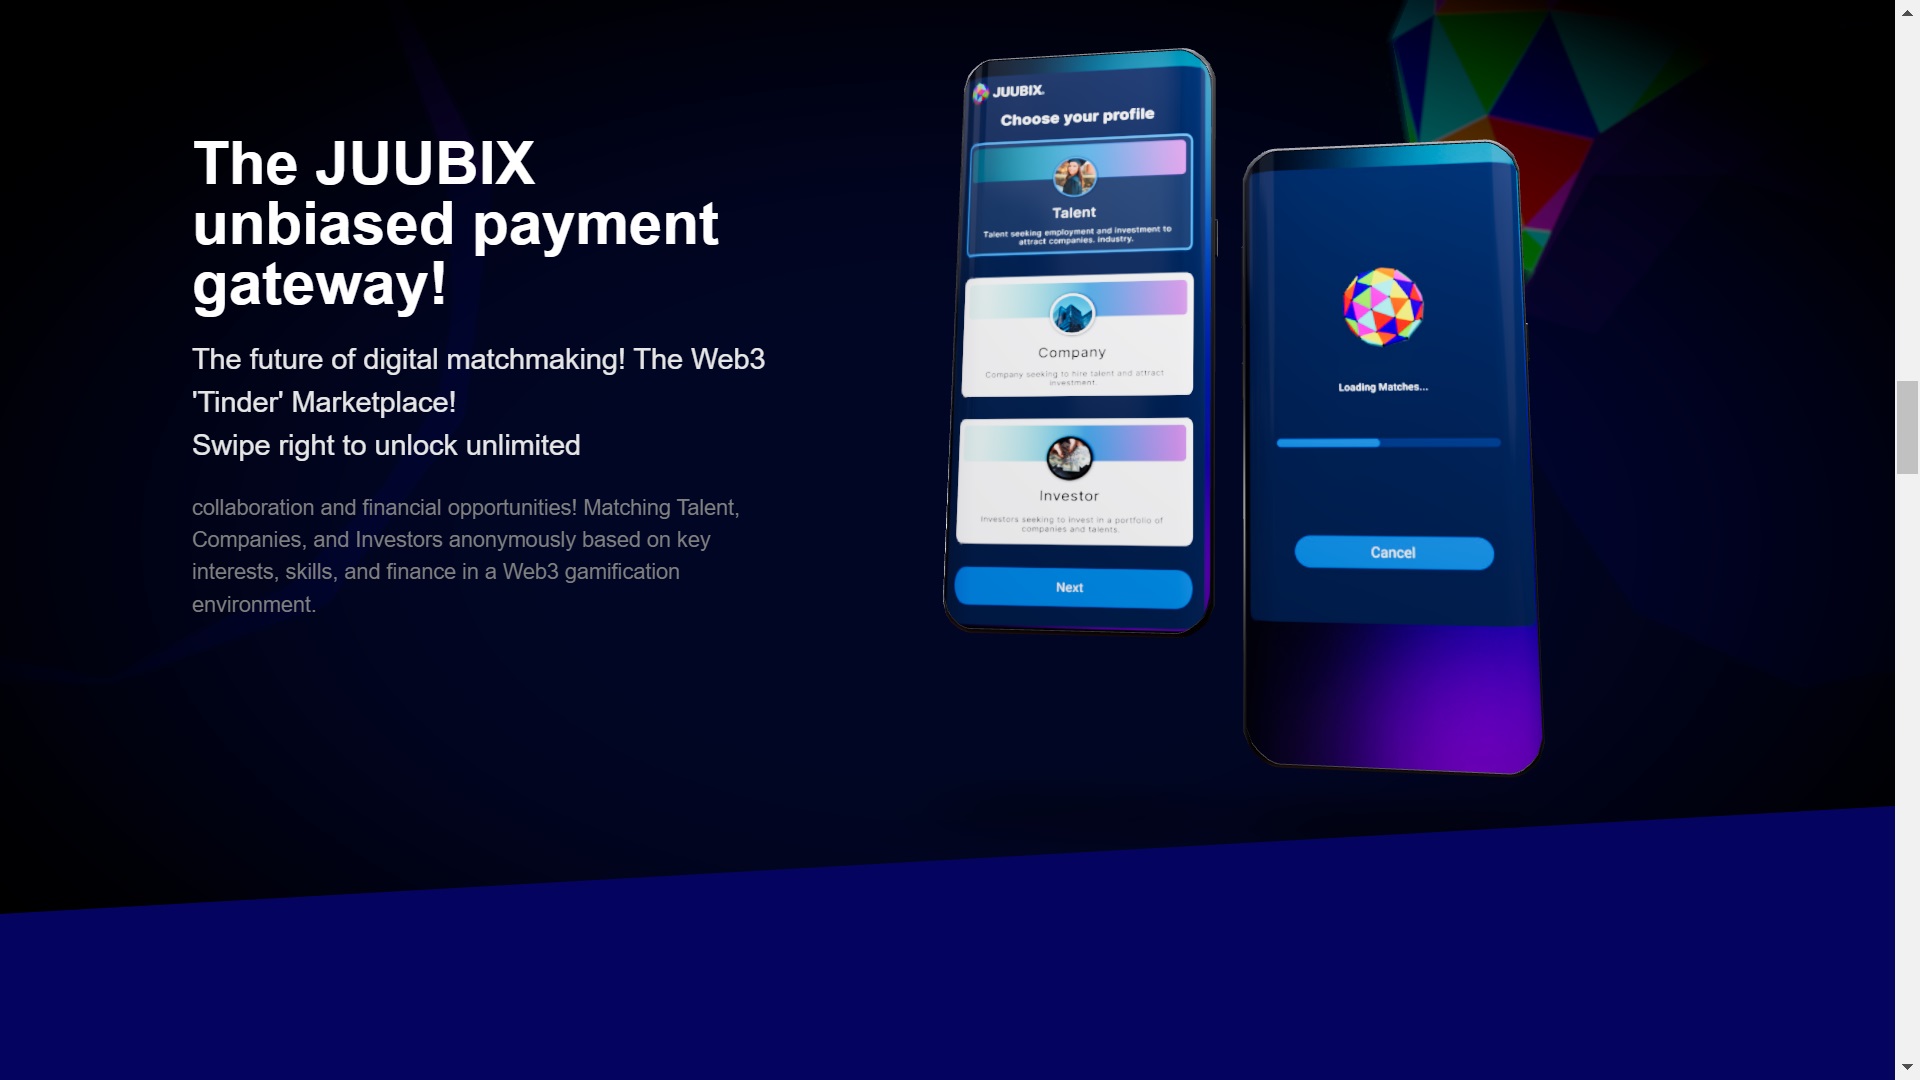 The JUUBIX
unbiased payment
gateway!
The future of digital matchmaking! The Web3
'Tinder' Marketplace!
Swipe right to unlock unlimited
collaboration and financial opportunities! Matching Talent,
Companies, and Investors anonymously based on key
interests, skills, and finance in a Web3 gamification
environment.
JUUBIX.
Choose your profile
Talent
Talent seeking employment and investment to
attract companies. industry.
Company
Company seeking to hire talent and attract
investment.
Investor
Investors seeking to invest in a portfolio of
companies and talents.
Next
Loading Matches...
Cancel